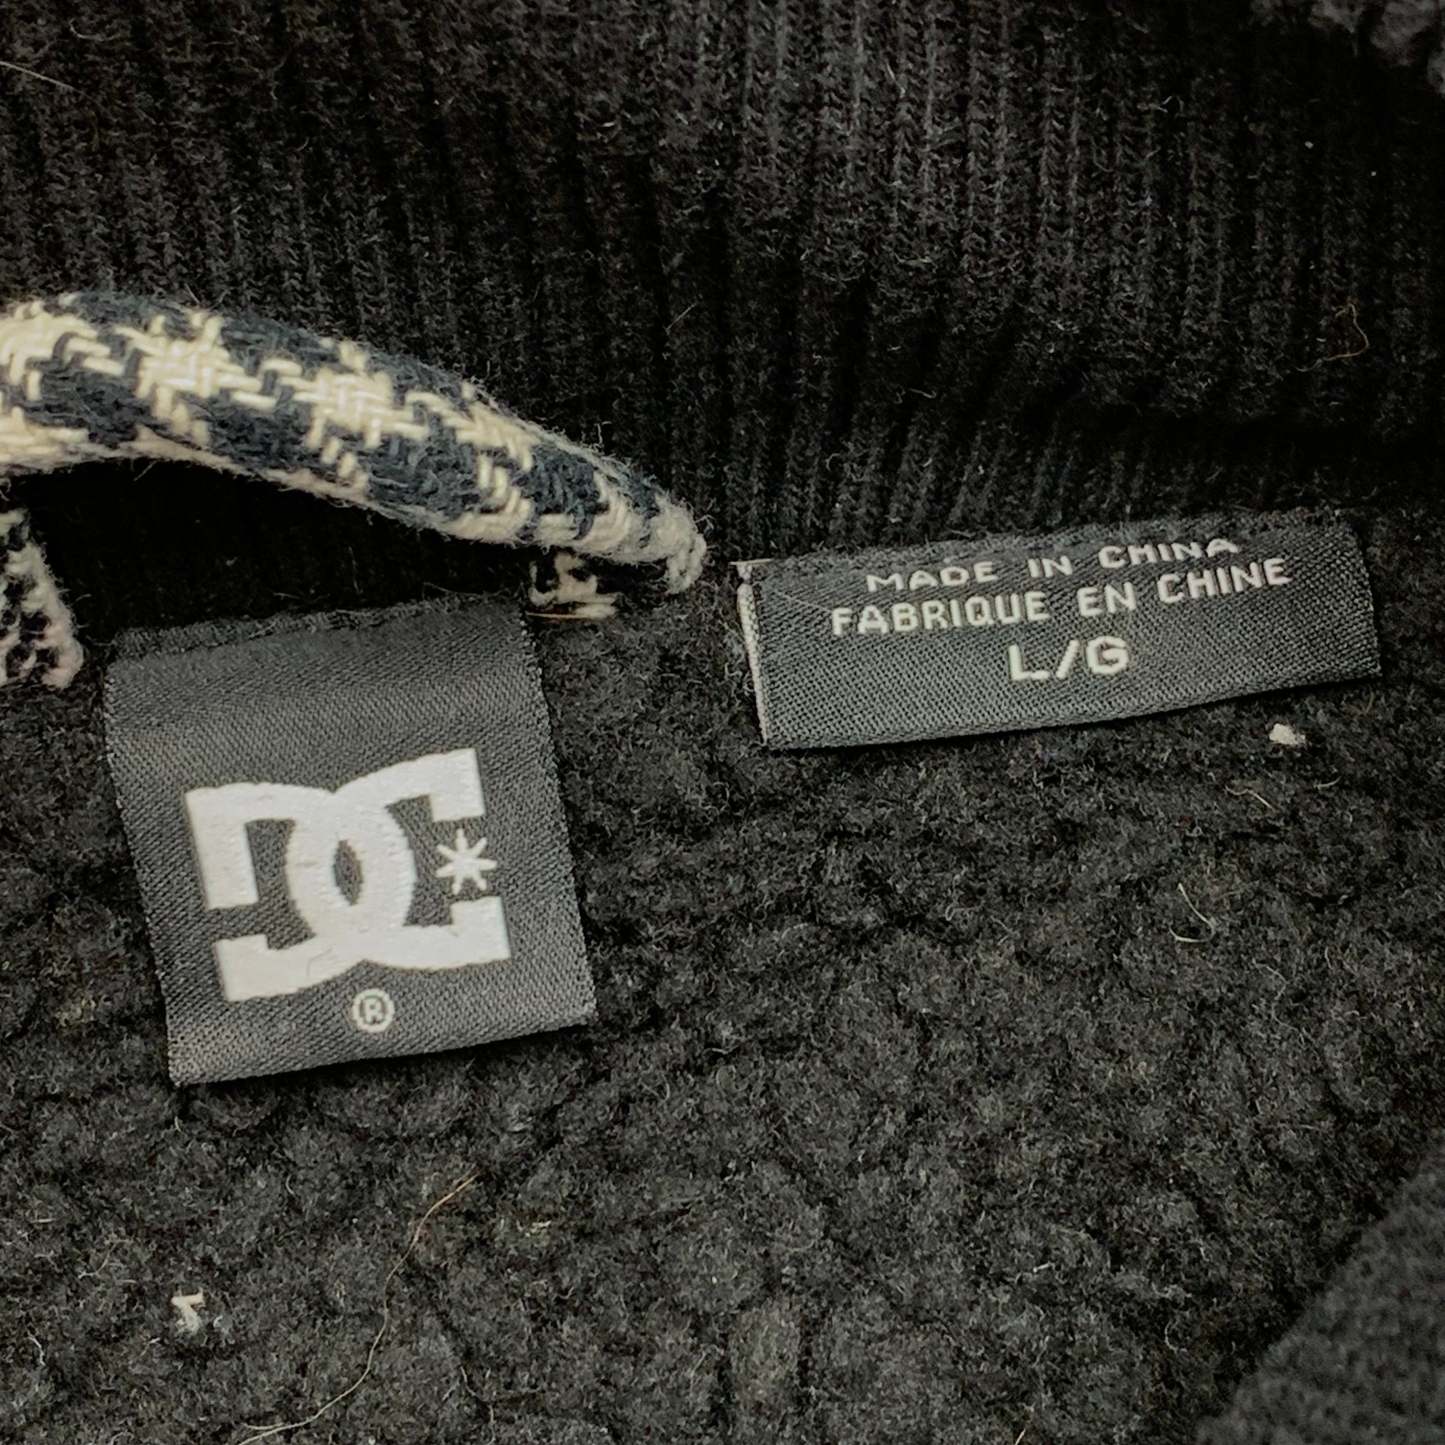 DC*
®
MADE IN CHINA
FABRIQUE EN CHINE
L/G